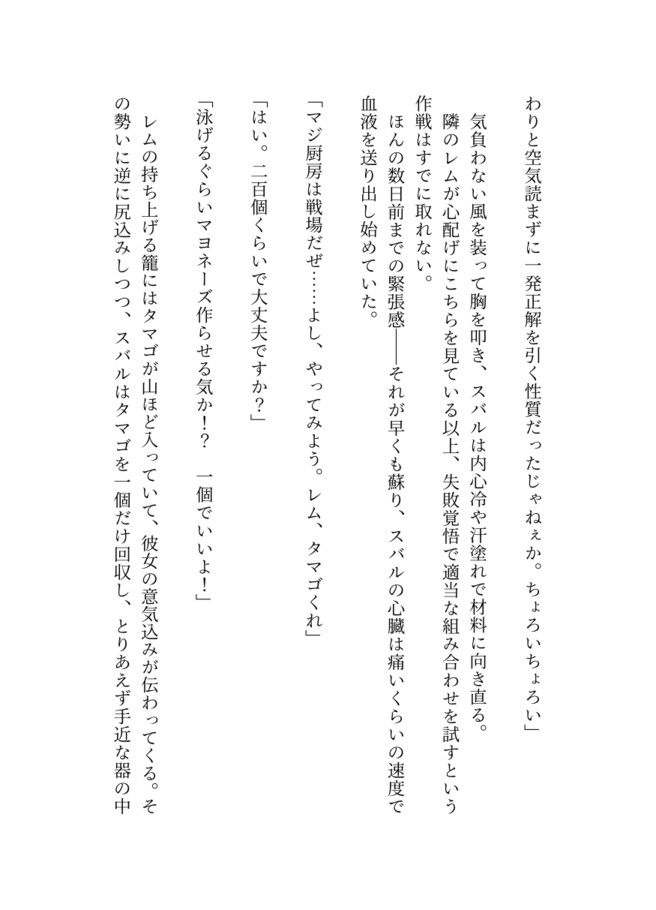 わりと空気読まずに一発正解を引く性質だったじゃねぇか。ちょろいちょろい」
　気負わない風を装って胸を叩き、スバルは内心冷や汗塗れで材料に向き直る。
　隣のレムが心配げにこちらを見ている以上、失敗覚悟で適当な組み合わせを試すという
作戦はすでに取れない。
　ほんの数日前までの緊張感――それが早くも蘇り、スバルの心臓は痛いくらいの速度で
血液を送り出し始めていた。
「マジ厨房は戦場だぜ……よし、やってみよう。レム、タマゴくれ」
「はい。二百個くらいで大丈夫ですか？」
「泳げるぐらいマヨネーズ作らせる気か！？　一個でいいよ！」
　レムの持ち上げる籠にはタマゴが山ほど入っていて、彼女の意気込みが伝わってくる。そ
の勢いに逆に尻込みしつつ、スバルはタマゴを一個だけ回収し、とりあえず手近な器の中